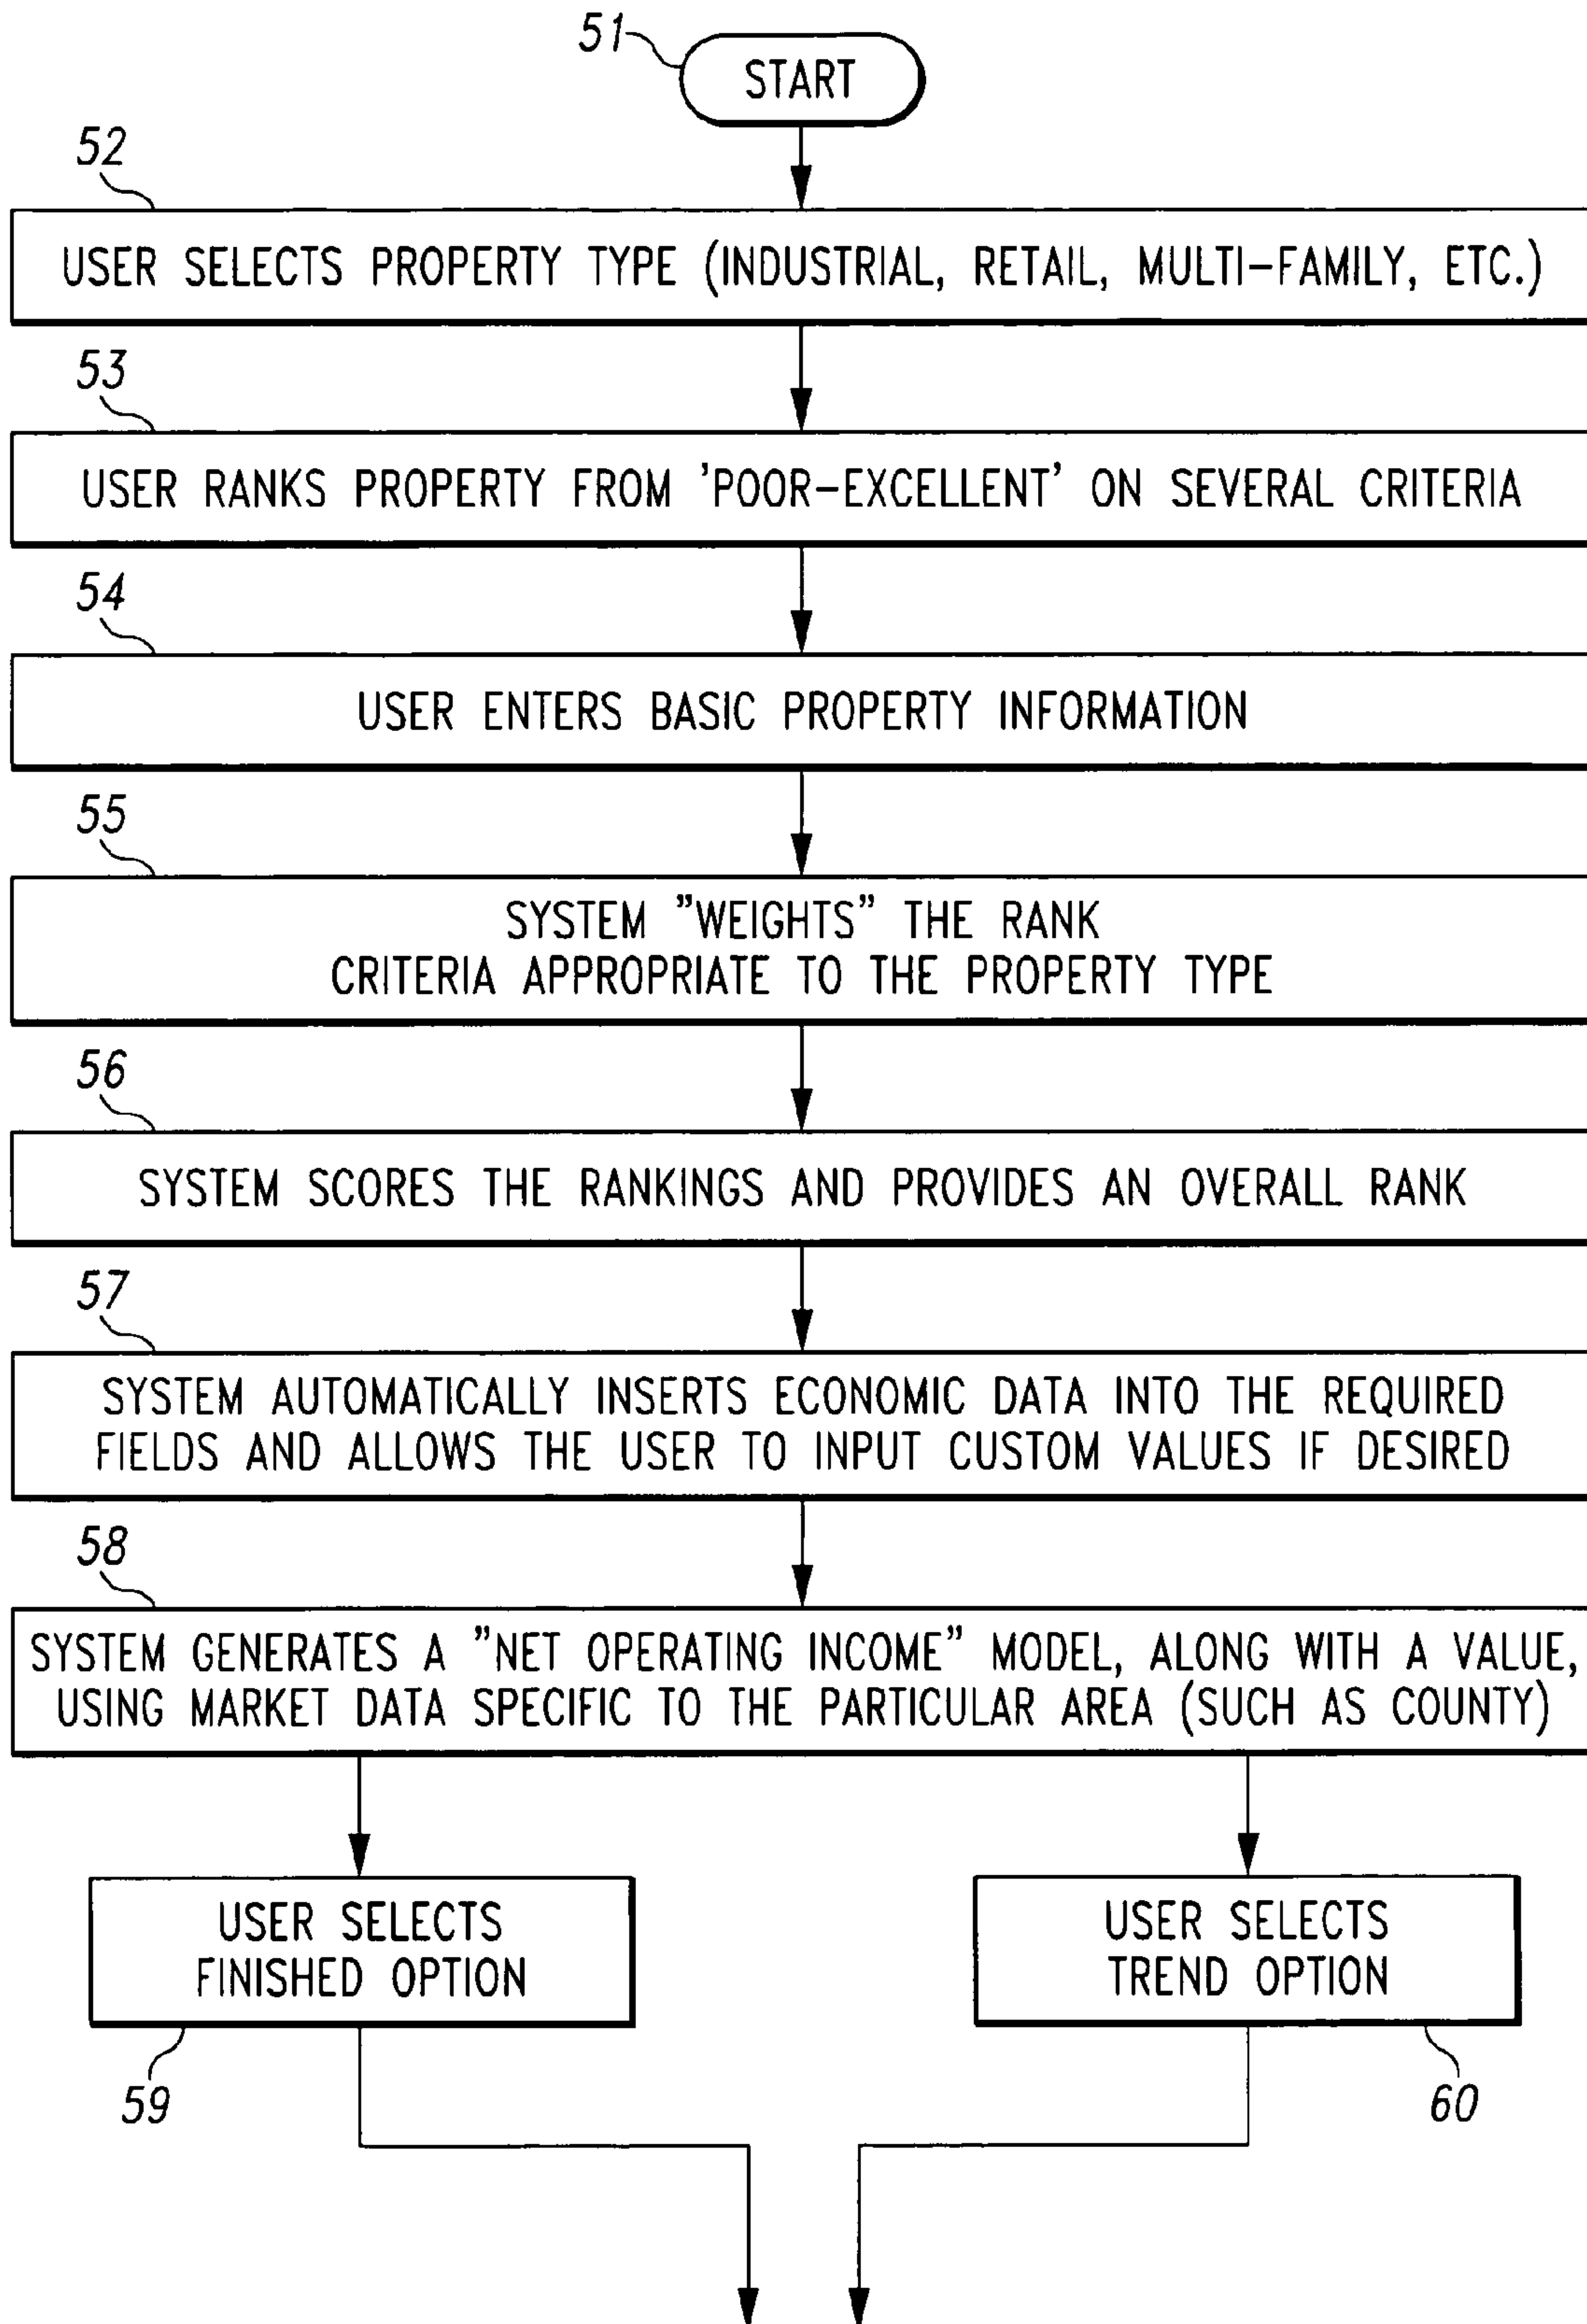 51
START
52
USER SELECTS PROPERTY TYPE (INDUSTRIAL, RETAIL, MULTI-FAMILY, ETC.)
53
USER RANKS PROPERTY FROM 'POOR-EXCELLENT' ON SEVERAL CRITERIA
54
USER ENTERS BASIC PROPERTY INFORMATION
55
SYSTEM ”WEIGHTS” THE RANK
CRITERIA APPROPRIATE TO THE PROPERTY TYPE
56
SYSTEM SCORES THE RANKINGS AND PROVIDES AN OVERALL RANK
57
SYSTEM AUTOMATICALLY INSERTS ECONOMIC DATA INTO THE REQUIRED
FIELDS AND ALLOWS THE USER TO INPUT CUSTOM VALUES IF DESIRED
58
SYSTEM GENERATES A ”NET OPERATING INCOME” MODEL, ALONG WITH A VALUE,
USING MARKET DATA SPECIFIC TO THE PARTICULAR AREA (SUCH AS COUNTY)
USER SELECTS
FINISHED OPTION
59
USER SELECTS
TREND OPTION
60